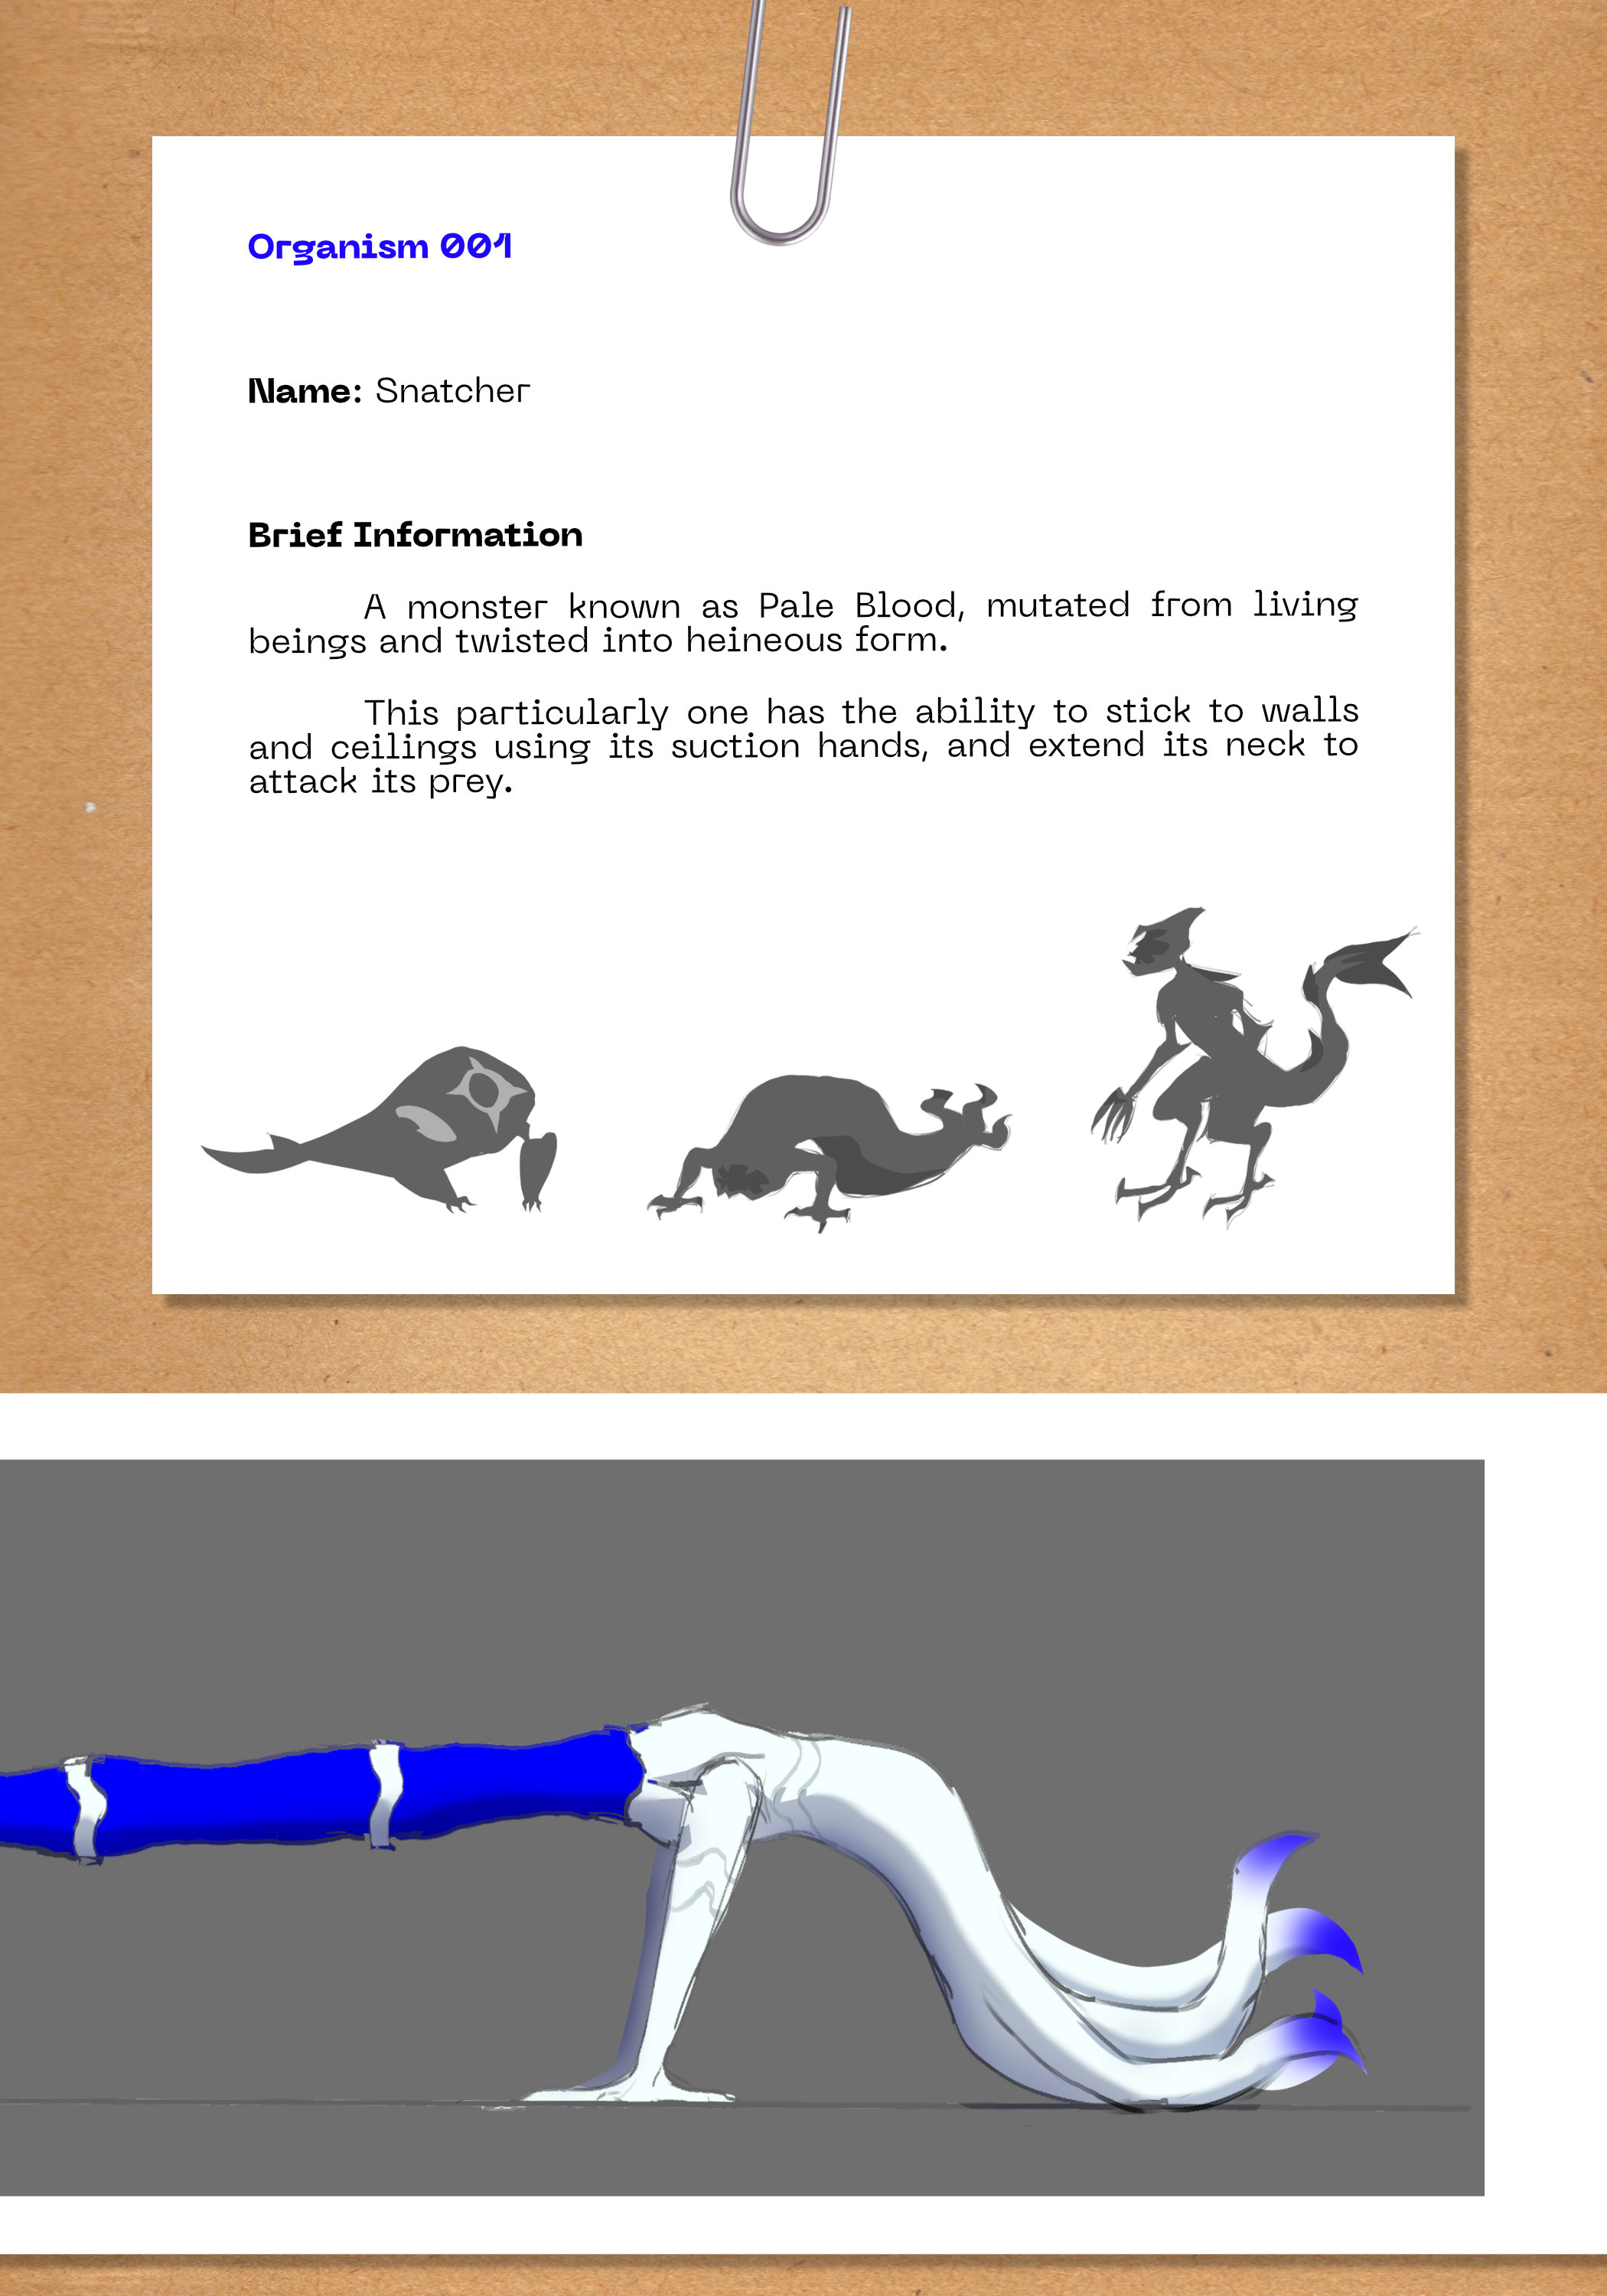 Organism 001
Name: Snatcher
Brief Information
A monster known as Pale Blood, mutated from living
beings and twisted into heineous form.
This particularly one has the ability to stick to walls
and ceilings using its suction hands, and extend its neck to
attack its prey.